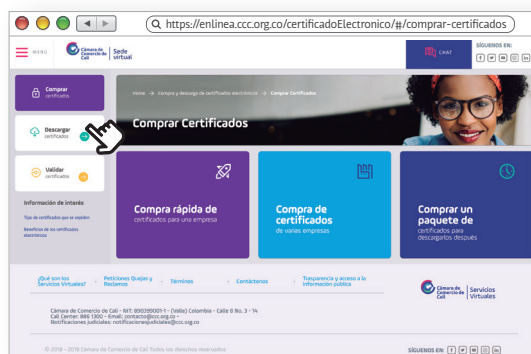 https://enlinea.ccc.org.co/certificadoElectronico/#/comprar-certificados
MENÚ
Cámara de
Comercio de
Cali
Sede
virtual
CHAT
SÍGUENOS EN:
Comprar
certificados
Home → Compra y descarga de certificados electrónicos → Comprar Certificados
Comprar Certificados
Descargar
certificados
Validar
certificados
Información de interés
Tipo de certificados que se expiden
Beneficios de los certificados
electrónicos
Compra rápida de
certificados para una empresa
Compra de
certificados
de varias empresas
Comprar un
paquete de
certificados para
descargarlos después
¿Qué son los
Servicios Virtuales?
Peticiones Quejas y
Reclamos
Términos
Contáctenos
Trasparencia y acceso a la
información pública
Cámara de
Comercio de
Cali
Servicios
Virtuales
Cámara de Comercio de Cali - NIT: 890399001-1 - (Valle) Colombia - Calle 8 No. 3 - 14
Call Center: 886 1300 - Email: contacto@ccc.org.co -
Notificaciones judiciales: notificacionesjudiciales@ccc.org.co
© 2018 - 2019 Cámara de Comercio de Cali Todos los derechos reservados
SÍGUENOS EN: